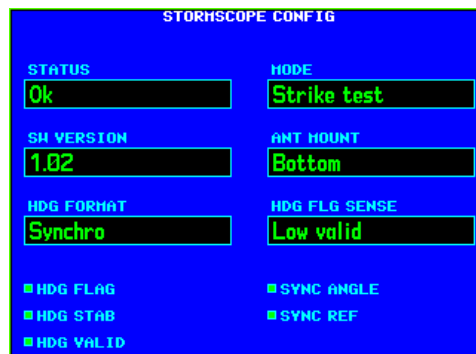 STORMSCOPE CONFIG
STATUS
Ok
MODE
Strike test
SW VERSION
1.02
ANT MOUNT
Bottom
HDG FORMAT
Synchro
HDG FLG SENSE
Low valid
HDG FLAG
SYNC ANGLE
HDG STAB
SYNC REF
HDG VALID